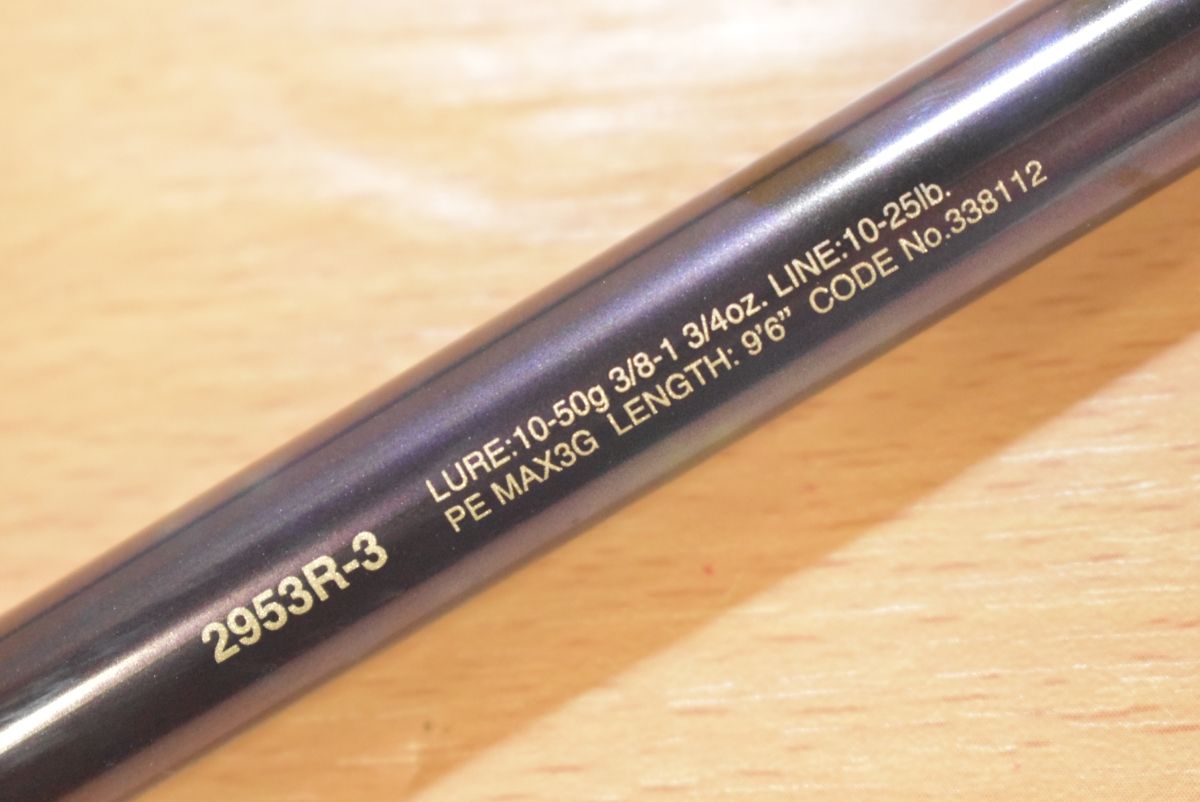 2953R-3
LURE:10-50g 3/8-1 3/4oz. LINE:10-25lb.
PE MAX3G LENGTH: 9'6” CODE No.338112